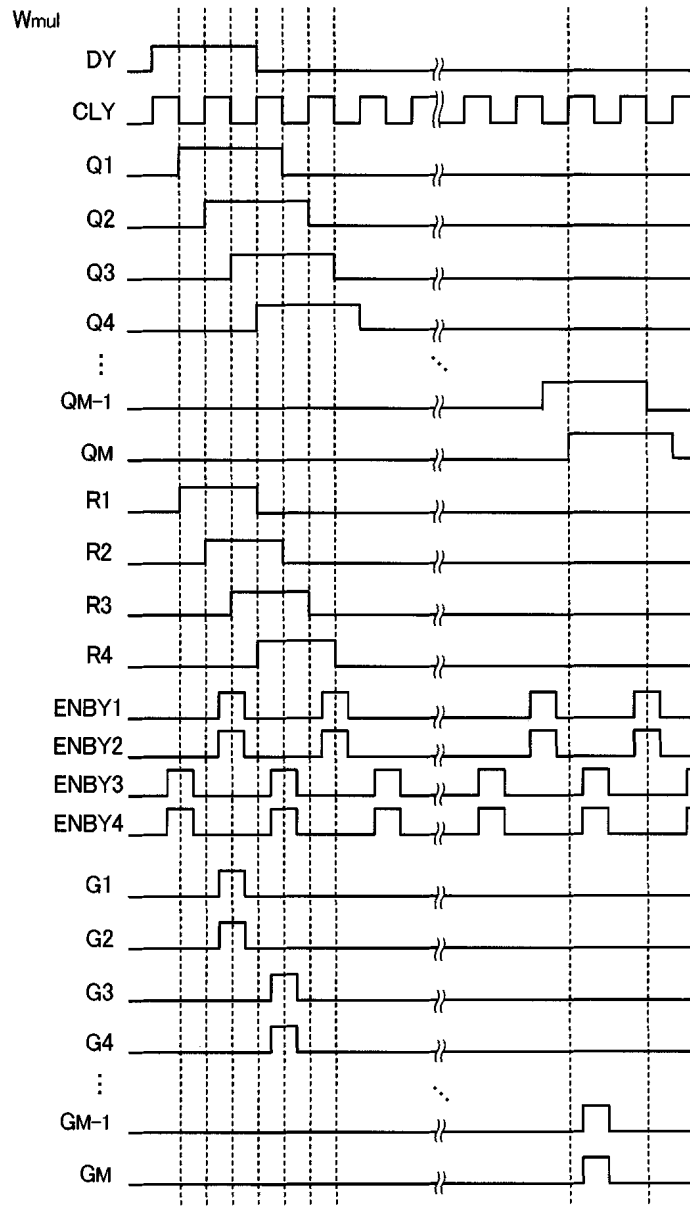 Wmul
DY
CLY
Q1
Q2
Q3
Q4
⋮
⋱
QM-1
QM
R1
R2
R3
R4
ENBY1
ENBY2
ENBY3
ENBY4
G1
G2
G3
G4
⋮
⋱
GM-1
GM